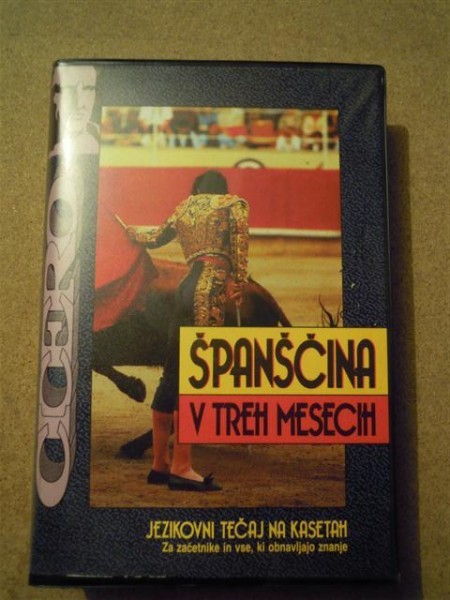 CICERO
ŠPANŠČINA
V TREH MESECIH
JEZIKOVNI TEČAJ NA KASETAH
Za začetnike in vse, ki obnavljajo znanje